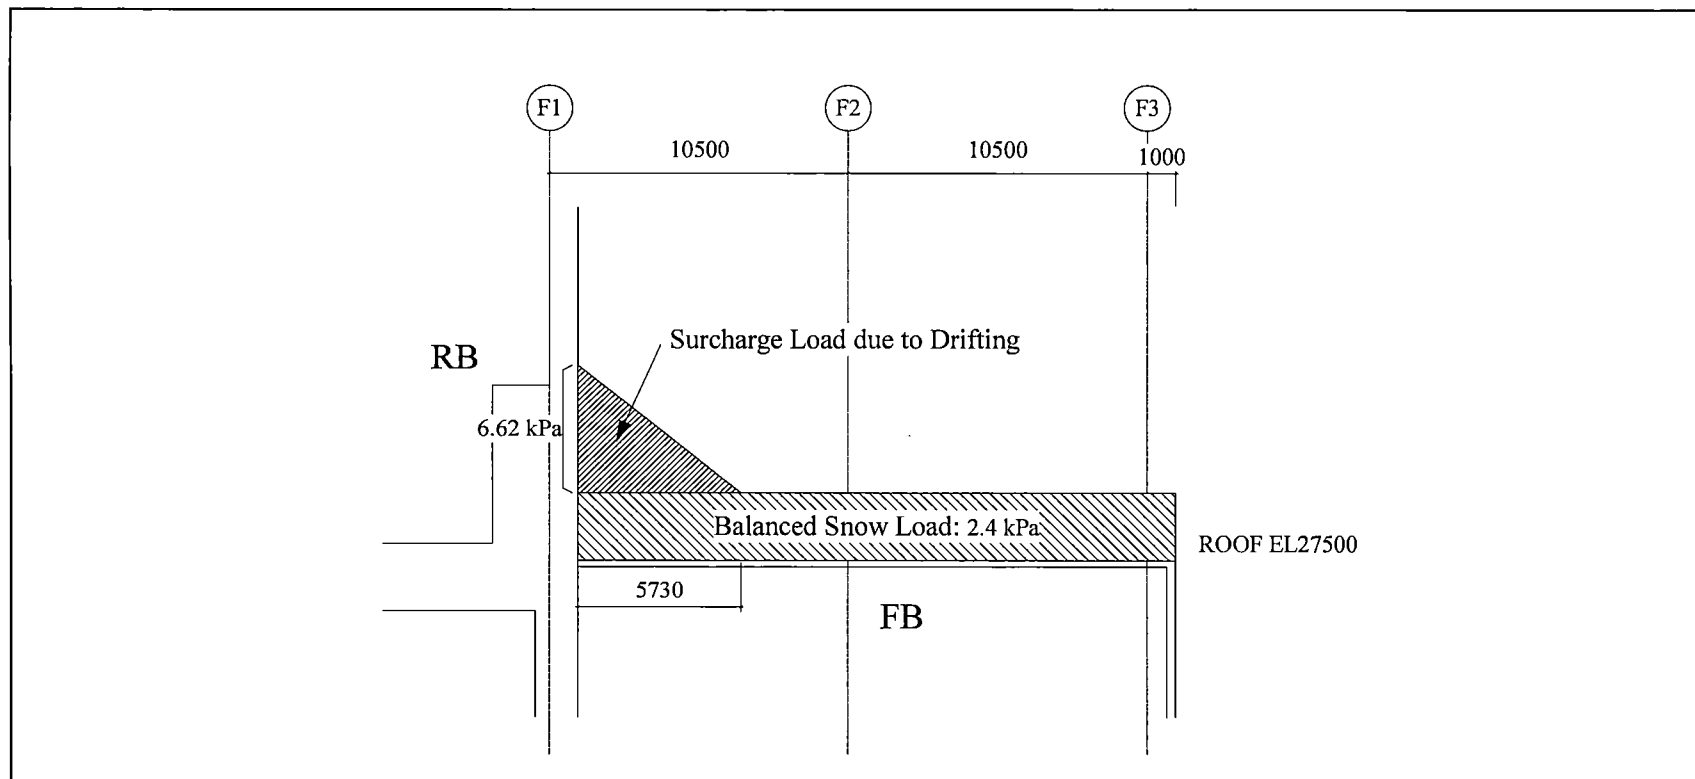 F1
F2
F3
10500
10500
1000
Surcharge Load due to Drifting
RB
6.62 kPa
Balanced Snow Load: 2.4 kPa
ROOF EL27500
5730
FB